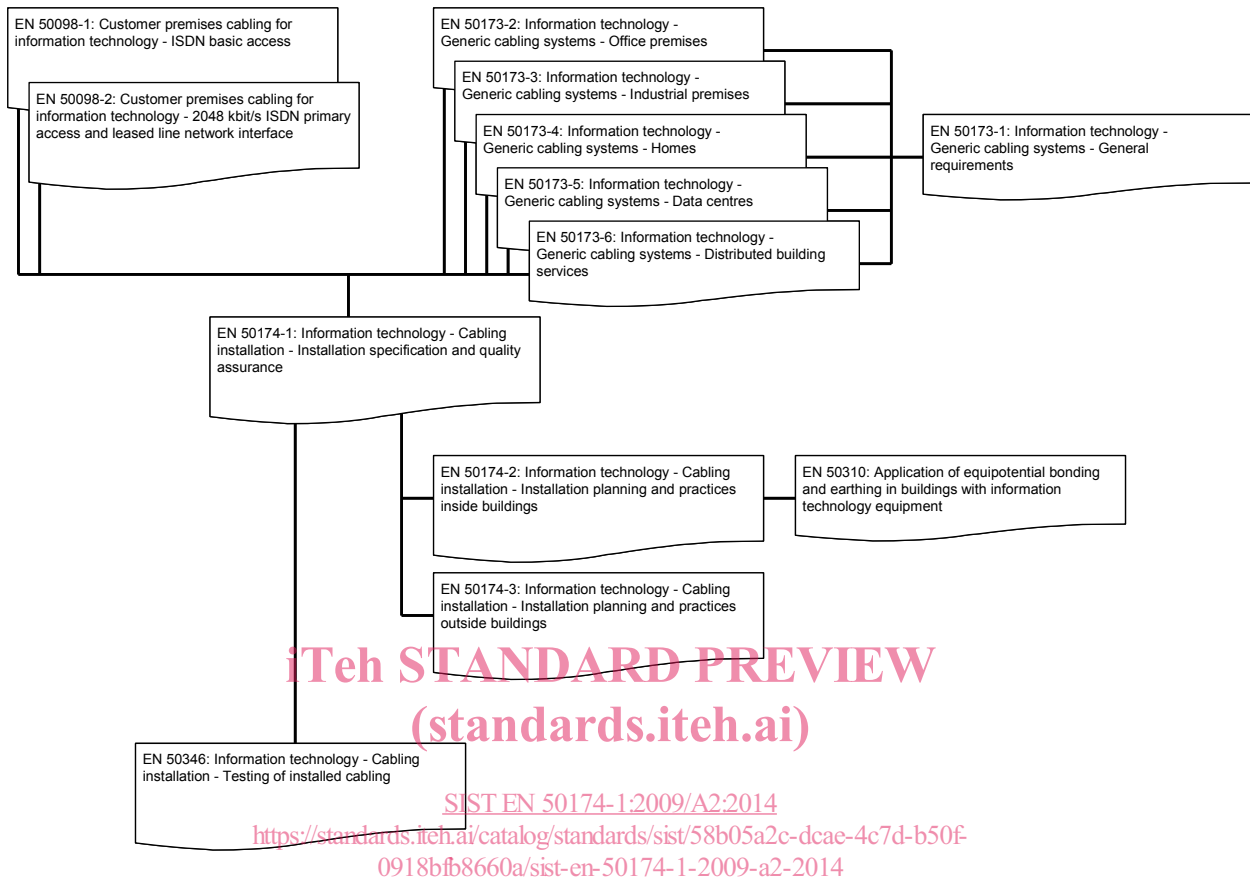 EN 50098-1: Customer premises cabling for
information technology - ISDN basic access
EN 50098-2: Customer premises cabling for
information technology - 2048 kbit/s ISDN primary
access and leased line network interface
EN 50173-2: Information technology -
Generic cabling systems - Office premises
EN 50173-3: Information technology -
Generic cabling systems - Industrial premises
EN 50173-4: Information technology -
Generic cabling systems - Homes
EN 50173-5: Information technology -
Generic cabling systems - Data centres
EN 50173-6: Information technology -
Generic cabling systems - Distributed building
services
EN 50173-1: Information technology -
Generic cabling systems - General
requirements
EN 50174-1: Information technology - Cabling
installation - Installation specification and quality
assurance
EN 50174-2: Information technology - Cabling
installation - Installation planning and practices
inside buildings
EN 50310: Application of equipotential bonding
and earthing in buildings with information
technology equipment
EN 50174-3: Information technology - Cabling
installation - Installation planning and practices
outside buildings
iTeh STANDARD PREVIEW
(standards.iteh.ai)
EN 50346: Information technology - Cabling
installation - Testing of installed cabling
SIST EN 50174-1:2009/A2:2014
https://standards.iteh.ai/catalog/standards/sist/58b05a2c-dcae-4c7d-b50f-
0918bfb8660a/sist-en-50174-1-2009-a2-2014